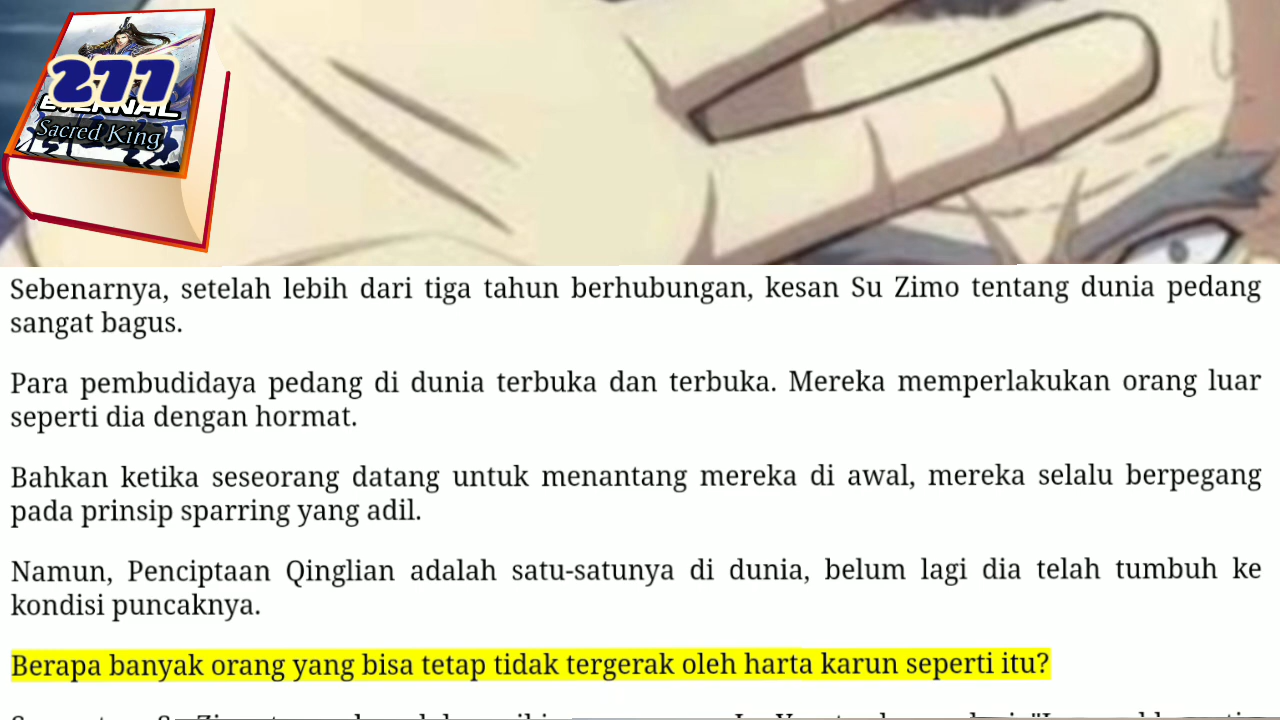 277
ETERNAL
Sacred King
Sebenarnya, setelah lebih dari tiga tahun berhubungan, kesan Su Zimo tentang dunia pedang
sangat bagus.
Para pembudidaya pedang di dunia terbuka dan terbuka. Mereka memperlakukan orang luar
seperti dia dengan hormat.
Bahkan ketika seseorang datang untuk menantang mereka di awal, mereka selalu berpegang
pada prinsip sparring yang adil.
Namun, Penciptaan Qinglian adalah satu-satunya di dunia, belum lagi dia telah tumbuh ke
kondisi puncaknya.
Berapa banyak orang yang bisa tetap tidak tergerak oleh harta karun seperti itu?